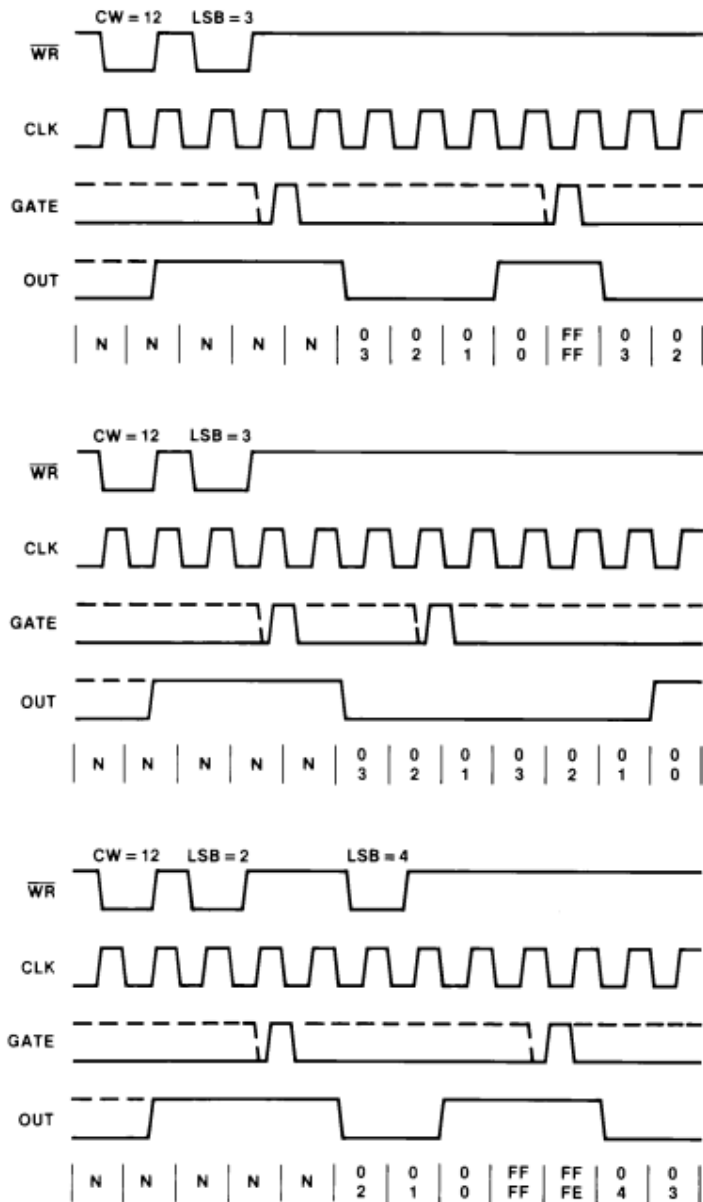 CW = 12 LSB = 3
WR
CLK
GATE
OUT
N N N N N 0 0 0 0 FF 0 0
3 2 1 0 FF 3 2
CW = 12 LSB = 3
WR
CLK
GATE
OUT
N N N N N 0 0 0 0 0 0 0
3 2 1 3 2 1 0
CW = 12 LSB = 2 LSB = 4
WR
CLK
GATE
OUT
N N N N N 0 0 0 FF FF 0 0
2 1 0 FF FE 4 3